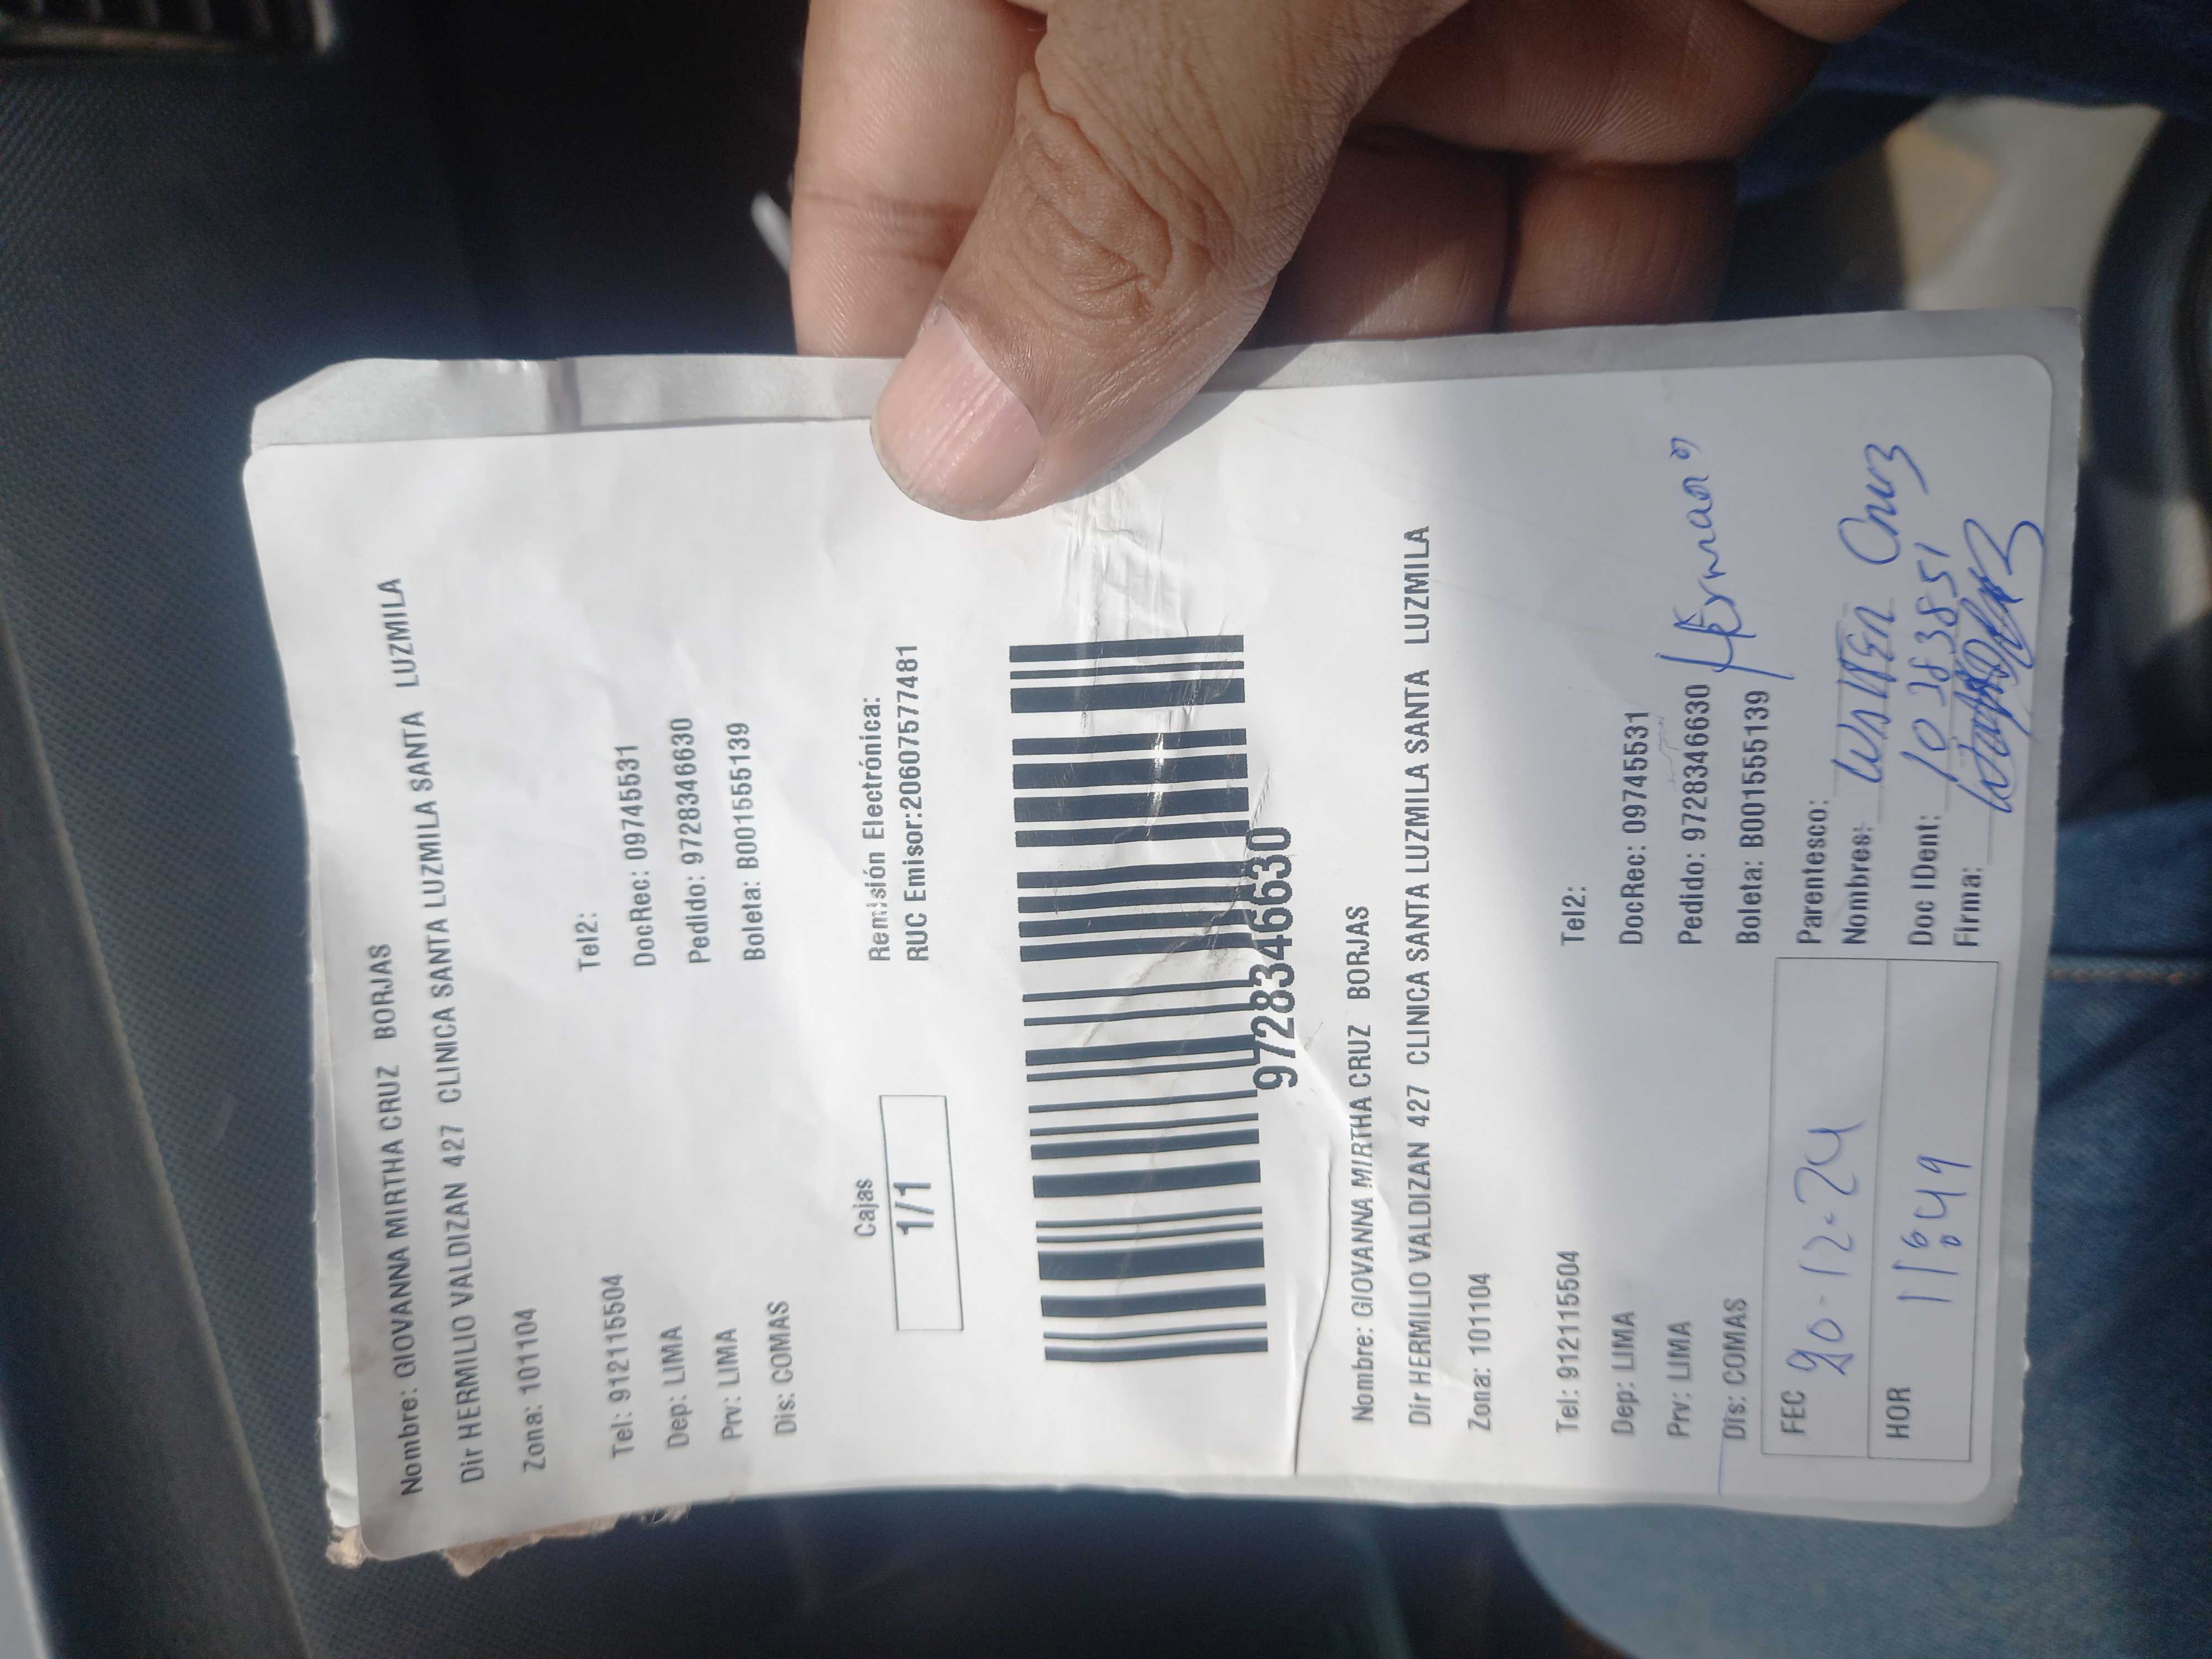 Nombre: GIOVANNA MIRTHA CRUZ BORJAS
Dir HERMILIO VALDIZAN 427 CLINICA SANTA LUZMILA SANTA LUZMILA
Zona: 101104
Tel: 912115504 Tel2:
Dep: LIMA DocRec: 09745531
Prv: LIMA Pedido: 9728346630
Dis: COMAS Boleta: B001555139
Cajas Remisión Electrónica:
1/1 RUC Emisor:20607577481
9728346630
Nombre: GIOVANNA MIRTHA CRUZ BORJAS
Dir HERMILIO VALDIZAN 427 CLINICA SANTA LUZMILA SANTA LUZMILA
Zona: 101104
Tel: 912115504 Tel2:
Dep: LIMA DocRec: 09745531
Prv: LIMA Pedido: 9728346630
Dis: COMAS Boleta: B001555139
FEC 20-12-24 Parentesco: Hermano
Nombres: Walter Cruz
HOR 11:49 Doc IDent: 10283851
Firma: